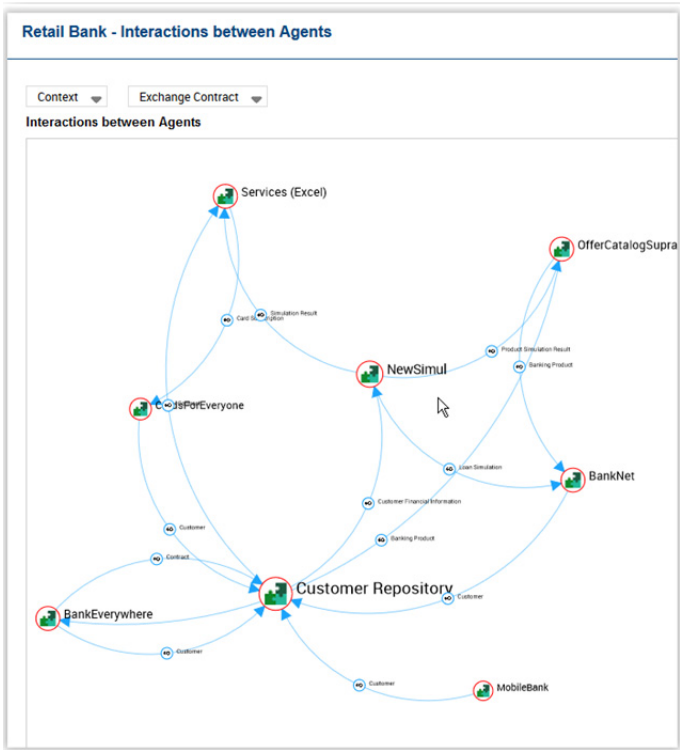 Retail Bank - Interactions between Agents
Context
Exchange Contract
Interactions between Agents
Services (Excel)
OfferCatalogSupra
Simulation Result
Card
Product Simulation Result
Banking Product
NewSimul
Loan Simulation
BankNet
Customer Financial Information
Customer
Banking Product
Contract
Customer Repository
Customer
BankEverywhere
Customer
Customer
MobileBank